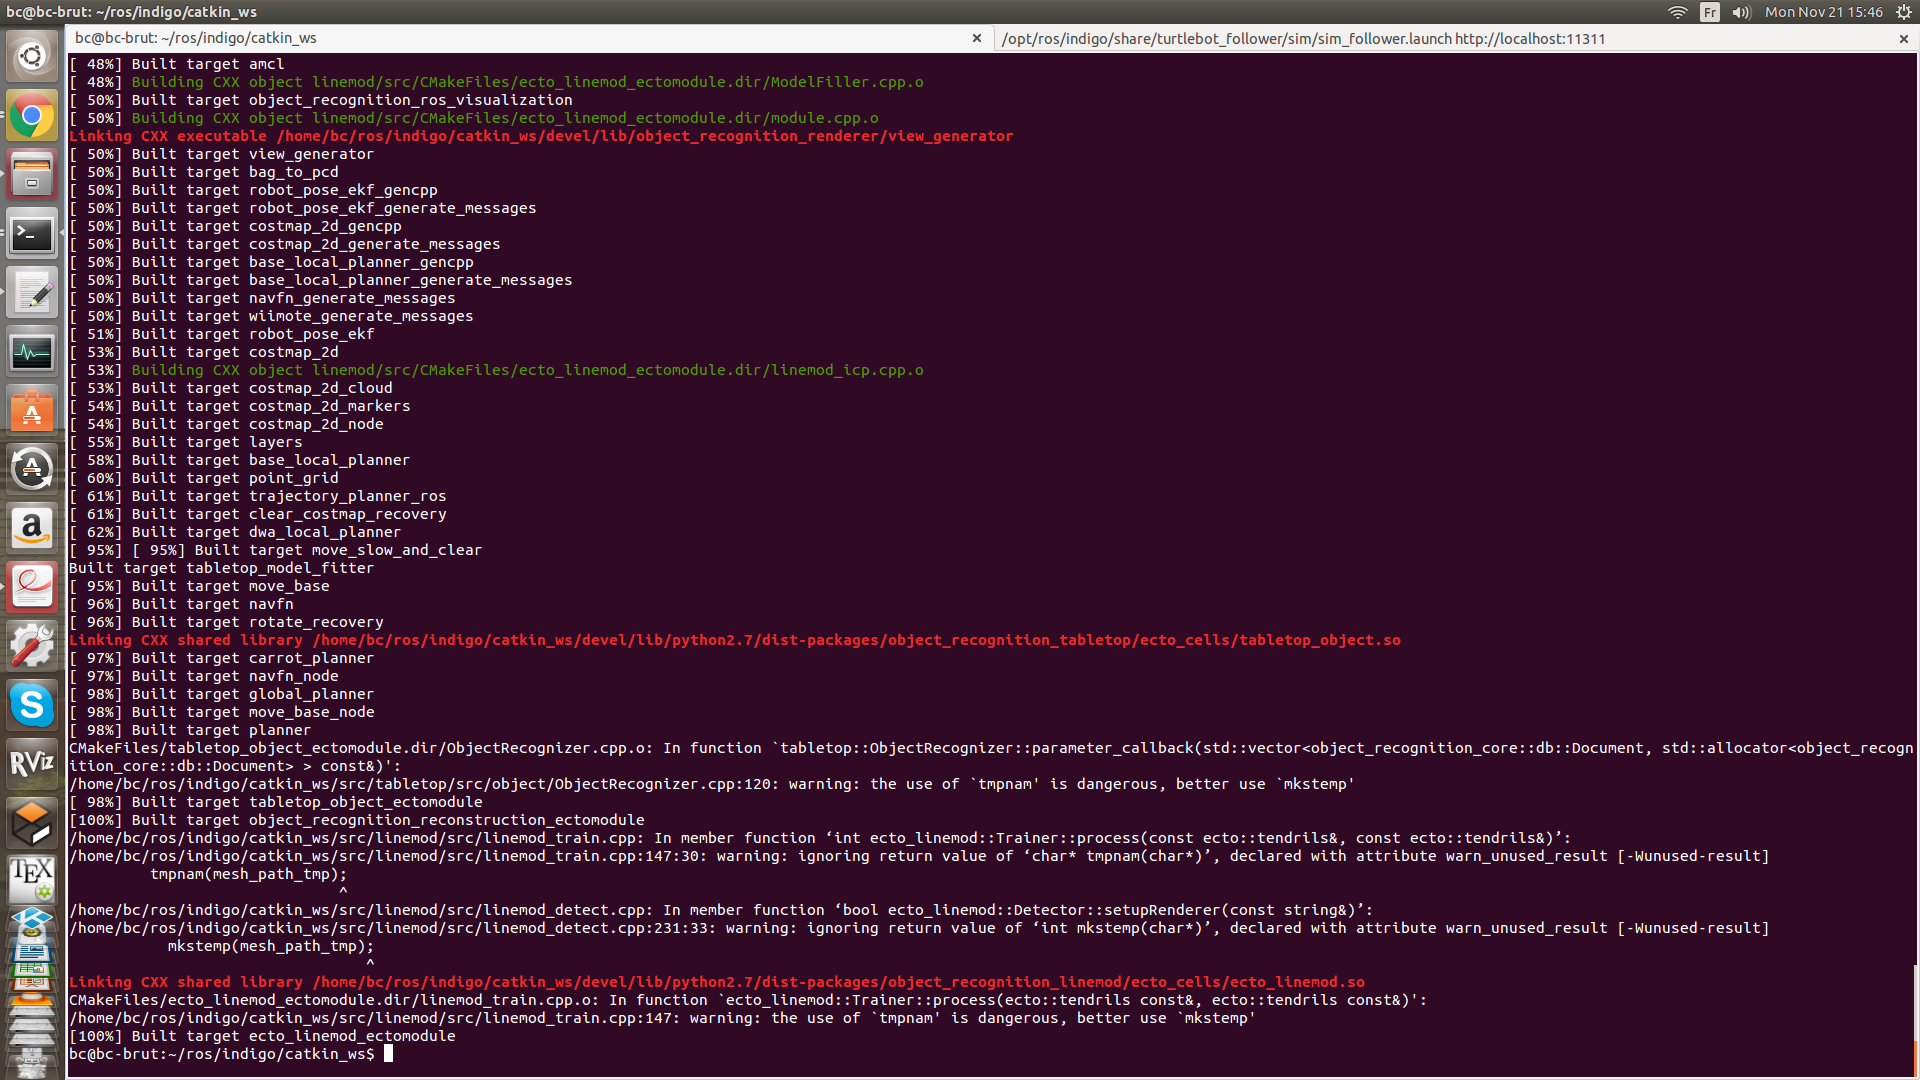 bc@bc-brut: ~/ros/indigo/catkin_ws
Fr
Mon Nov 21 15:46
bc@bc-brut: ~/ros/indigo/catkin_ws
/opt/ros/indigo/share/turtlebot_follower/sim/sim_follower.launch http://localhost:11311
[ 48%] Built target amcl
[ 48%] Building CXX object linemod/src/CMakeFiles/ecto_linemod_ectomodule.dir/ModelFiller.cpp.o
[ 50%] Built target object_recognition_ros_visualization
[ 50%] Building CXX object linemod/src/CMakeFiles/ecto_linemod_ectomodule.dir/module.cpp.o
Linking CXX executable /home/bc/ros/indigo/catkin_ws/devel/lib/object_recognition_renderer/view_generator
[ 50%] Built target view_generator
[ 50%] Built target bag_to_pcd
[ 50%] Built target robot_pose_ekf_gencpp
[ 50%] Built target robot_pose_ekf_generate_messages
[ 50%] Built target costmap_2d_gencpp
[ 50%] Built target costmap_2d_generate_messages
[ 50%] Built target base_local_planner_gencpp
[ 50%] Built target base_local_planner_generate_messages
[ 50%] Built target navfn_generate_messages
[ 50%] Built target wiimote_generate_messages
[ 51%] Built target robot_pose_ekf
[ 53%] Built target costmap_2d
[ 53%] Building CXX object linemod/src/CMakeFiles/ecto_linemod_ectomodule.dir/linemod_icp.cpp.o
[ 53%] Built target costmap_2d_cloud
[ 54%] Built target costmap_2d_markers
[ 54%] Built target costmap_2d_node
[ 55%] Built target layers
[ 58%] Built target base_local_planner
[ 60%] Built target point_grid
[ 61%] Built target trajectory_planner_ros
[ 61%] Built target clear_costmap_recovery
[ 62%] Built target dwa_local_planner
[ 95%] [ 95%] Built target move_slow_and_clear
Built target tabletop_model_fitter
[ 95%] Built target move_base
[ 96%] Built target navfn
[ 96%] Built target rotate_recovery
Linking CXX shared library /home/bc/ros/indigo/catkin_ws/devel/lib/python2.7/dist-packages/object_recognition_tabletop/ecto_cells/tabletop_object.so
[ 97%] Built target carrot_planner
[ 97%] Built target navfn_node
[ 98%] Built target global_planner
[ 98%] Built target move_base_node
[ 98%] Built target planner
CMakeFiles/tabletop_object_ectomodule.dir/ObjectRecognizer.cpp.o: In function `tabletop::ObjectRecognizer::parameter_callback(std::vector<object_recognition_core::db::Document, std::allocator<object_recogn
ition_core::db::Document> > const&)':
/home/bc/ros/indigo/catkin_ws/src/tabletop/src/object/ObjectRecognizer.cpp:120: warning: the use of `tmpnam' is dangerous, better use `mkstemp'
[ 98%] Built target tabletop_object_ectomodule
[100%] Built target object_recognition_reconstruction_ectomodule
/home/bc/ros/indigo/catkin_ws/src/linemod/src/linemod_train.cpp: In member function ‘int ecto_linemod::Trainer::process(const ecto::tendrils&, const ecto::tendrils&)’:
/home/bc/ros/indigo/catkin_ws/src/linemod/src/linemod_train.cpp:147:30: warning: ignoring return value of ‘char* tmpnam(char*)’, declared with attribute warn_unused_result [-Wunused-result]
tmpnam(mesh_path_tmp);
^
/home/bc/ros/indigo/catkin_ws/src/linemod/src/linemod_detect.cpp: In member function ‘bool ecto_linemod::Detector::setupRenderer(const string&)’:
/home/bc/ros/indigo/catkin_ws/src/linemod/src/linemod_detect.cpp:231:33: warning: ignoring return value of ‘int mkstemp(char*)’, declared with attribute warn_unused_result [-Wunused-result]
mkstemp(mesh_path_tmp);
^
Linking CXX shared library /home/bc/ros/indigo/catkin_ws/devel/lib/python2.7/dist-packages/object_recognition_linemod/ecto_cells/ecto_linemod.so
CMakeFiles/ecto_linemod_ectomodule.dir/linemod_train.cpp.o: In function `ecto_linemod::Trainer::process(ecto::tendrils const&, ecto::tendrils const&)':
/home/bc/ros/indigo/catkin_ws/src/linemod/src/linemod_train.cpp:147: warning: the use of `tmpnam' is dangerous, better use `mkstemp'
[100%] Built target ecto_linemod_ectomodule
bc@bc-brut:~/ros/indigo/catkin_ws$
a
S
RViz
TEX